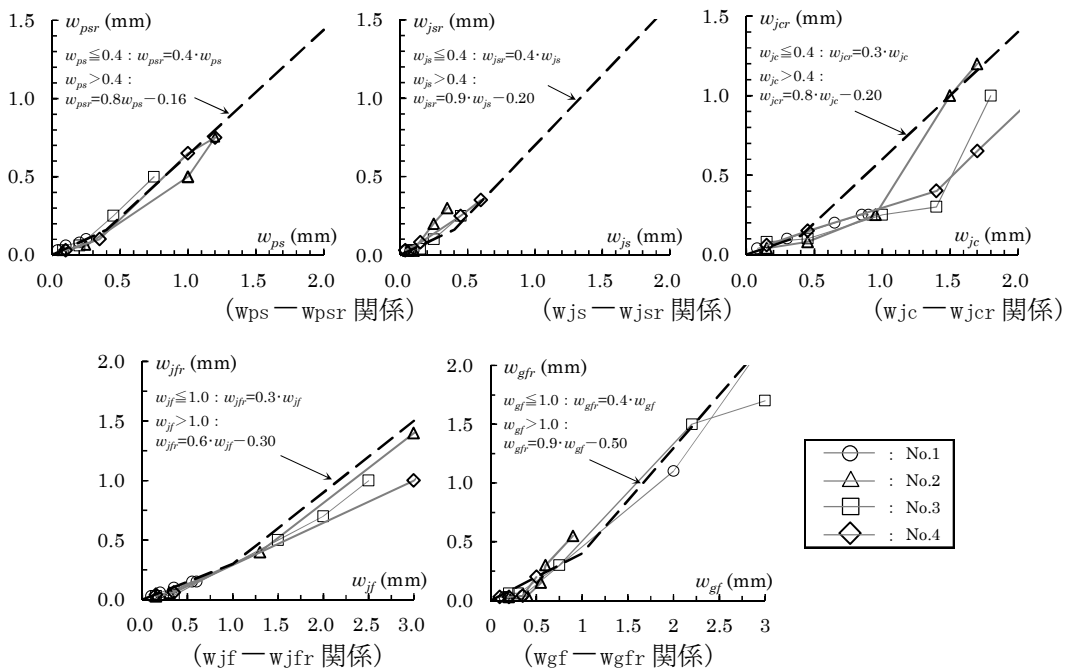 w_psr (mm)
w_ps≦0.4 : w_psr=0.4·w_ps
w_ps>0.4 :
w_psr=0.8w_ps−0.16
1.5
1.0
0.5
0.0
w_ps (mm)
0.0 0.5 1.0 1.5 2.0
(wps－wpsr 関係)
w_jsr (mm)
w_js≦0.4 : w_jsr=0.4·w_js
w_js>0.4 :
w_jsr=0.9·w_js−0.20
1.5
1.0
0.5
0.0
w_js (mm)
0.0 0.5 1.0 1.5 2.0
(wjs－wjsr 関係)
w_jcr (mm)
w_jc≦0.4 : w_jcr=0.3·w_jc
w_jc>0.4 :
w_jcr=0.8·w_jc−0.20
1.5
1.0
0.5
0.0
w_jc (mm)
0.0 0.5 1.0 1.5 2.0
(wjc－wjcr 関係)
w_jfr (mm)
w_jf≦1.0 : w_jfr=0.3·w_jf
w_jf>1.0 :
w_jfr=0.6·w_jf−0.30
2.0
1.5
1.0
0.5
0.0
w_jf (mm)
0.0 0.5 1.0 1.5 2.0 2.5 3.0
(wjf－wjfr 関係)
w_gfr (mm)
w_gf≦1.0 : w_gfr=0.4·w_gf
w_gf>1.0 :
w_gfr=0.9·w_gf−0.50
2.0
1.5
1.0
0.5
0.0
w_gf (mm)
0 0.5 1 1.5 2 2.5 3
(wgf－wgfr 関係)
: No.1
: No.2
: No.3
: No.4